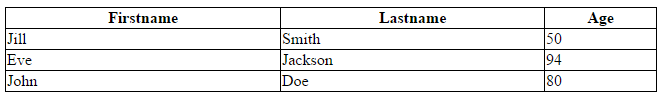 Firstname Lastname Age
Jill Smith 50
Eve Jackson 94
John Doe 80